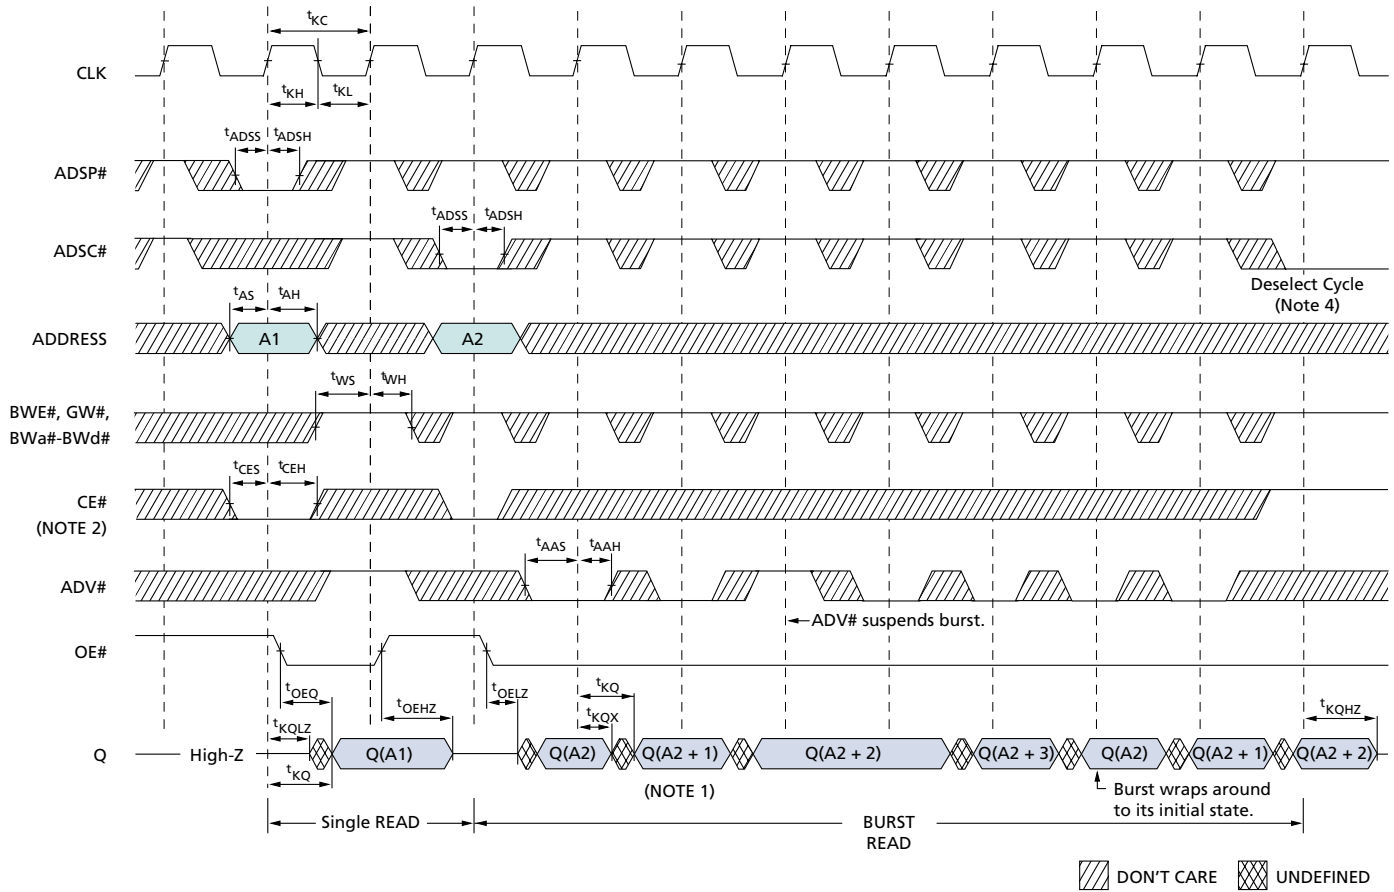 tKC
CLK
tKH
tKL
tADSS
tADSH
ADSP#
tADSS
tADSH
ADSC#
Deselect Cycle
(Note 4)
tAS
tAH
ADDRESS
A1
A2
tWS
tWH
BWE#, GW#,
BWa#-BWd#
tCES
tCEH
CE#
(NOTE 2)
tAAS
tAAH
ADV#
ADV# suspends burst.
OE#
tOEQ
tOEHZ
tOELZ
tKQ
tKQLZ
tKQX
tKQHZ
Q
High-Z
Q(A1)
Q(A2)
Q(A2 + 1)
Q(A2 + 2)
Q(A2 + 3)
Q(A2)
Q(A2 + 1)
Q(A2 + 2)
tKQ
(NOTE 1)
Burst wraps around
to its initial state.
Single READ
BURST
READ
DON'T CARE
UNDEFINED